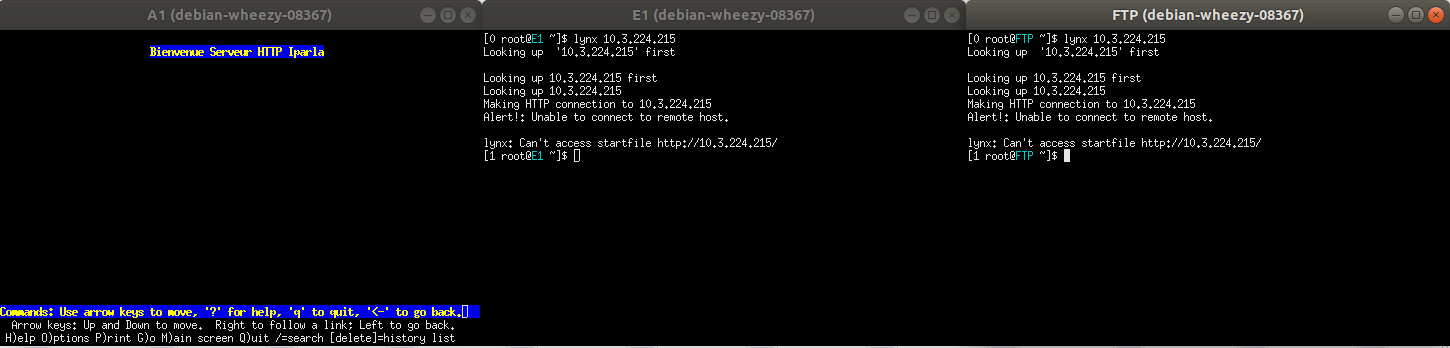 A1 (debian-wheezy-08367)
Bienvenue Serveur HTTP Iparla
Commands: Use arrow keys to move, '?' for help, 'q' to quit, '<-' to go back.
Arrow keys: Up and Down to move.  Right to follow a link; Left to go back.
H)elp O)ptions P)rint G)o M)ain screen Q)uit /=search [delete]=history list
E1 (debian-wheezy-08367)
[0 root@E1 ~]$ lynx 10.3.224.215
Looking up  '10.3.224.215' first
Looking up 10.3.224.215 first
Looking up 10.3.224.215
Making HTTP connection to 10.3.224.215
Alert!: Unable to connect to remote host.
lynx: Can't access startfile http://10.3.224.215/
[1 root@E1 ~]$
FTP (debian-wheezy-08367)
[0 root@FTP ~]$ lynx 10.3.224.215
Looking up  '10.3.224.215' first
Looking up 10.3.224.215 first
Looking up 10.3.224.215
Making HTTP connection to 10.3.224.215
Alert!: Unable to connect to remote host.
lynx: Can't access startfile http://10.3.224.215/
[1 root@FTP ~]$